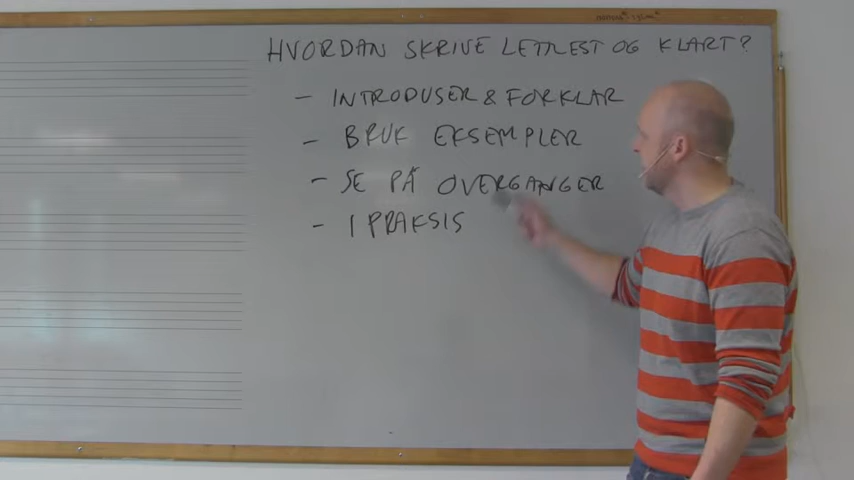 HVORDAN SKRIVE LETTLEST OG KLART?
- INTRODUSER & FORKLAR
- BRUK EKSEMPLER
- SE PÅ OVERGANGER
- I PRAKSIS